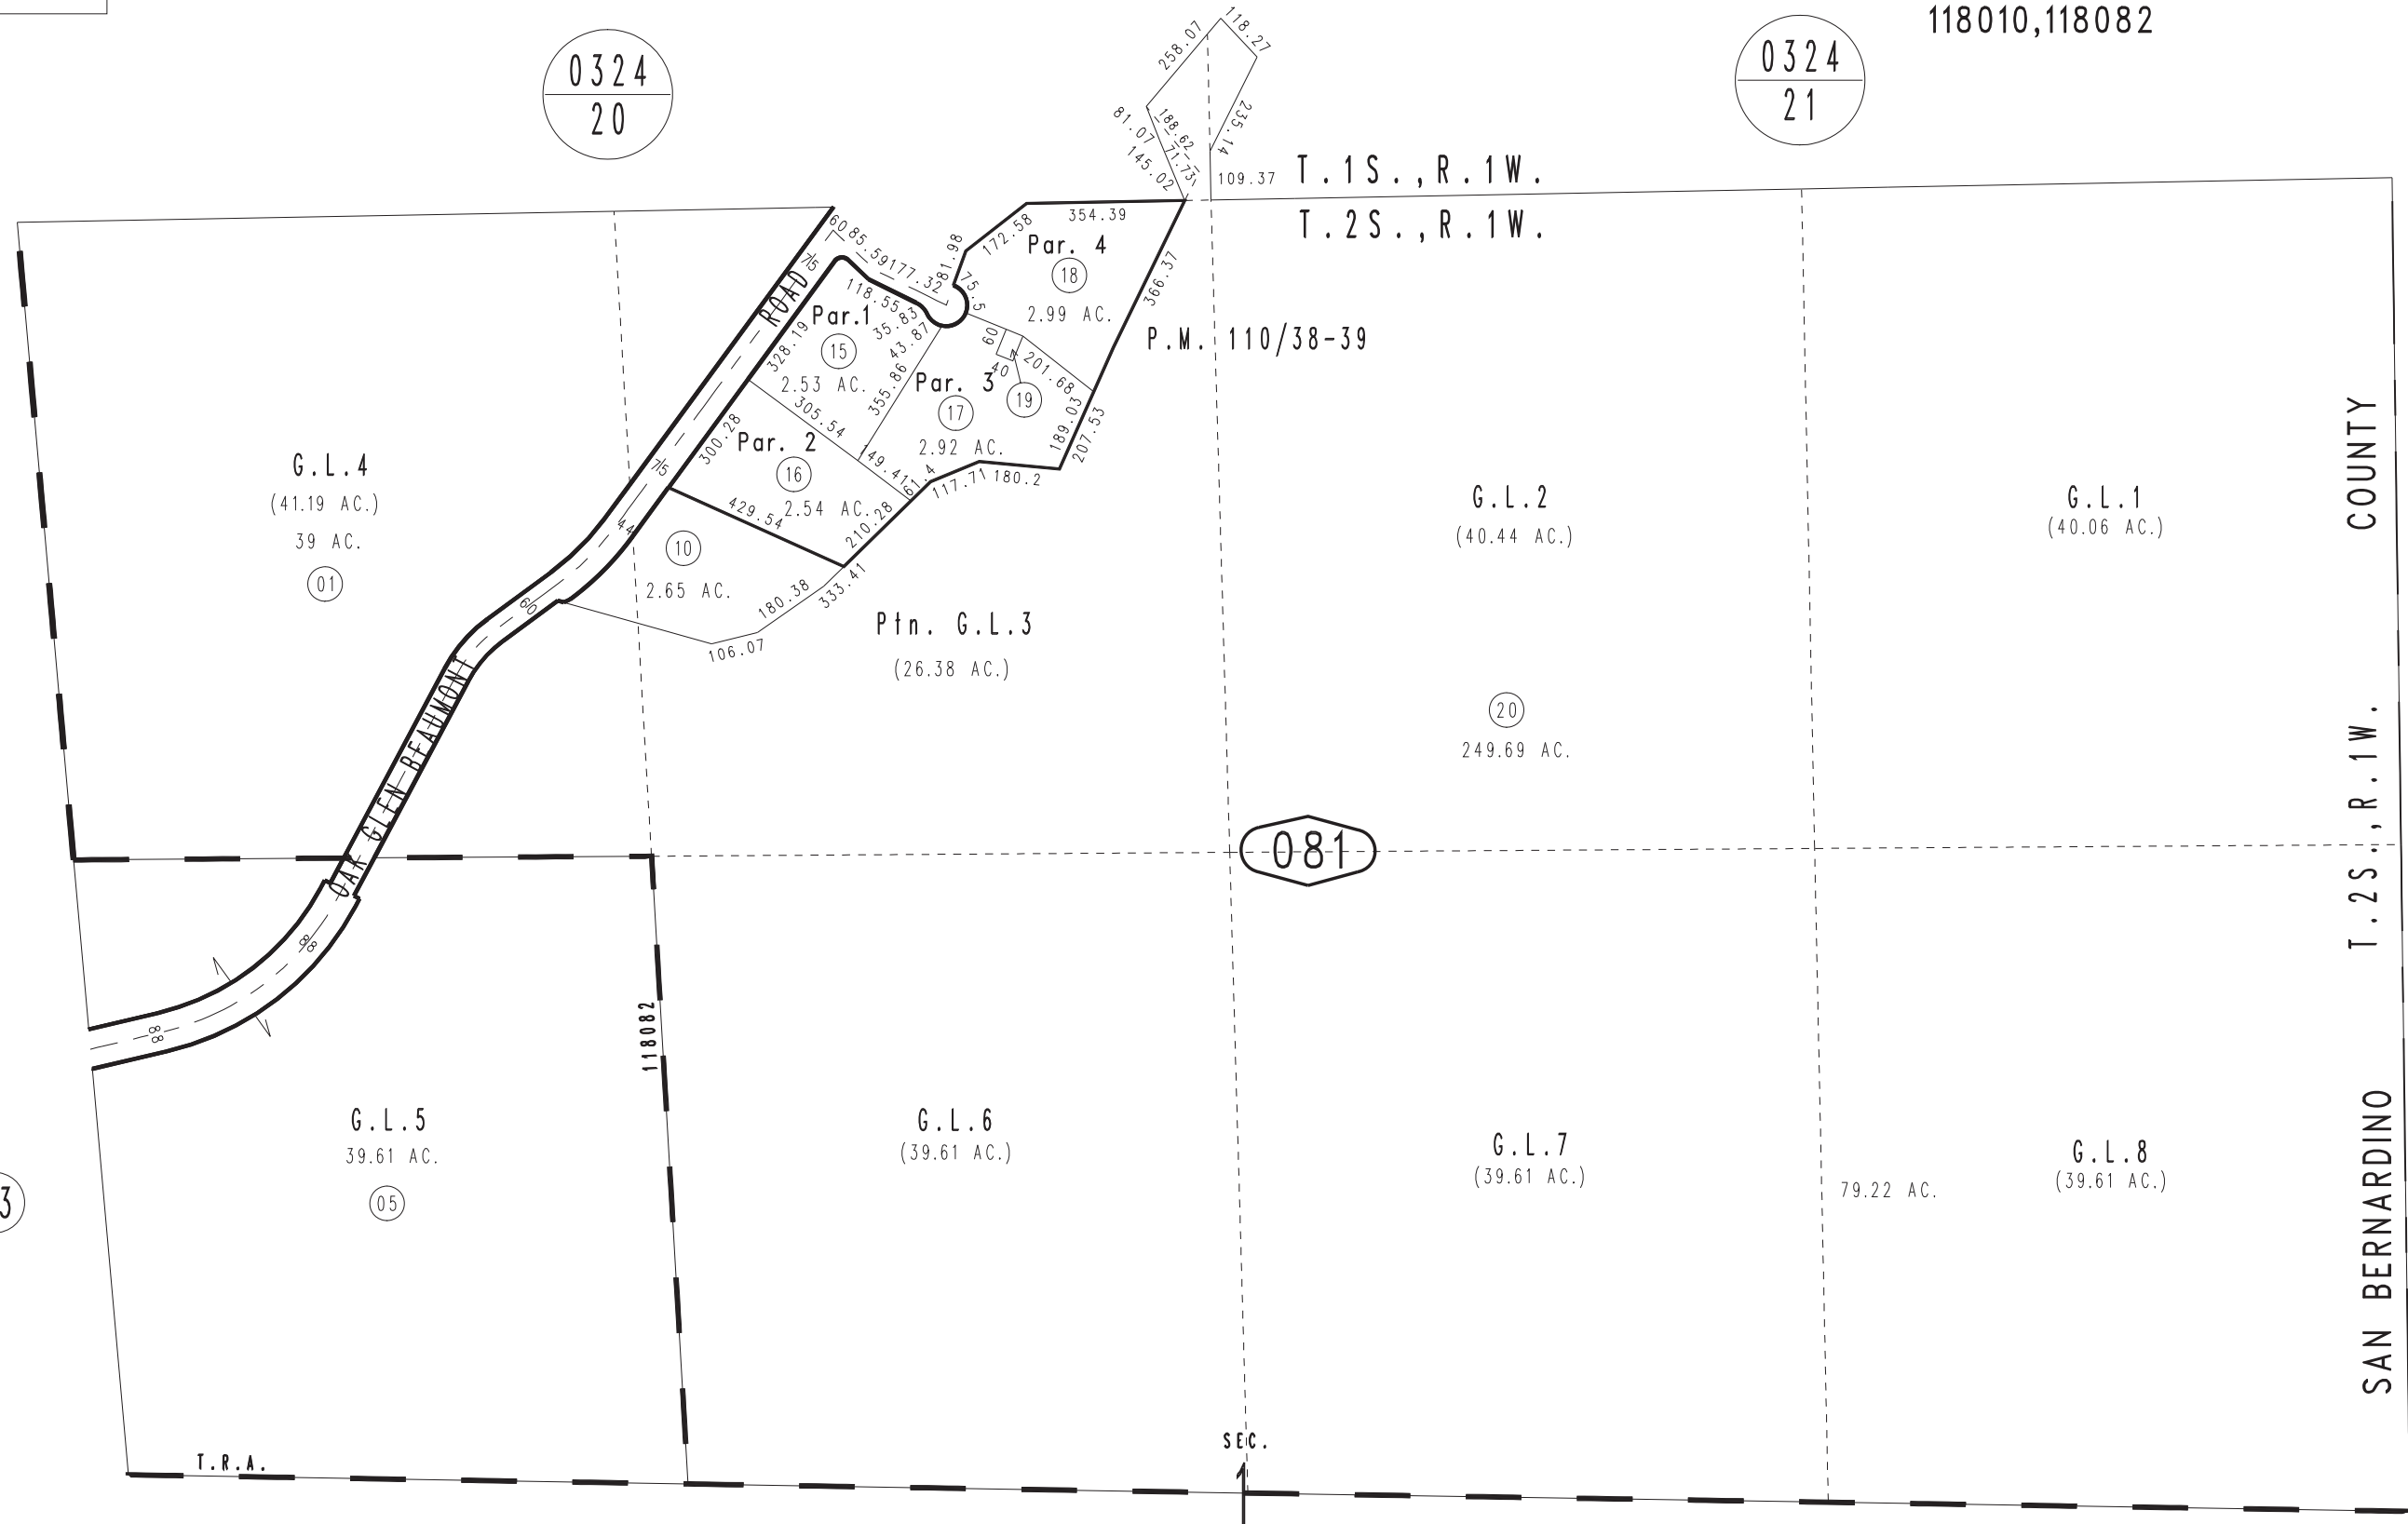 118010,118082
0324
20
0324
21
118.27
258.07
235.14
81.07
188.62
71.73
145.02
109.37
T.1S.,R.1W.
T.2S.,R.1W.
60
85.59
177.32
81.98
172.58
354.39
Par. 4
18
2.99 AC.
366.37
75.5
P.M. 110/38-39
75
ROAD
118.55
35.83
43.87
Par.1
15
2.53 AC.
328.19
305.54
355.86
60
40
201.68
19
Par. 3
17
2.92 AC.
189.03
207.53
300.28
Par. 2
16
2.54 AC.
149.41
61.4
117.71
180.2
75
44
429.54
210.28
10
2.65 AC.
180.38
333.41
106.07
60
G.L.4
(41.19 AC.)
39 AC.
01
Ptn. G.L.3
(26.38 AC.)
G.L.2
(40.44 AC.)
G.L.1
(40.06 AC.)
20
249.69 AC.
081
OAK GLEN BEAUMONT
88
88
118082
G.L.5
39.61 AC.
05
G.L.6
(39.61 AC.)
G.L.7
(39.61 AC.)
79.22 AC.
G.L.8
(39.61 AC.)
3
T.R.A.
SEC.
1
SAN BERNARDINO COUNTY
T.2S.,R.1W.